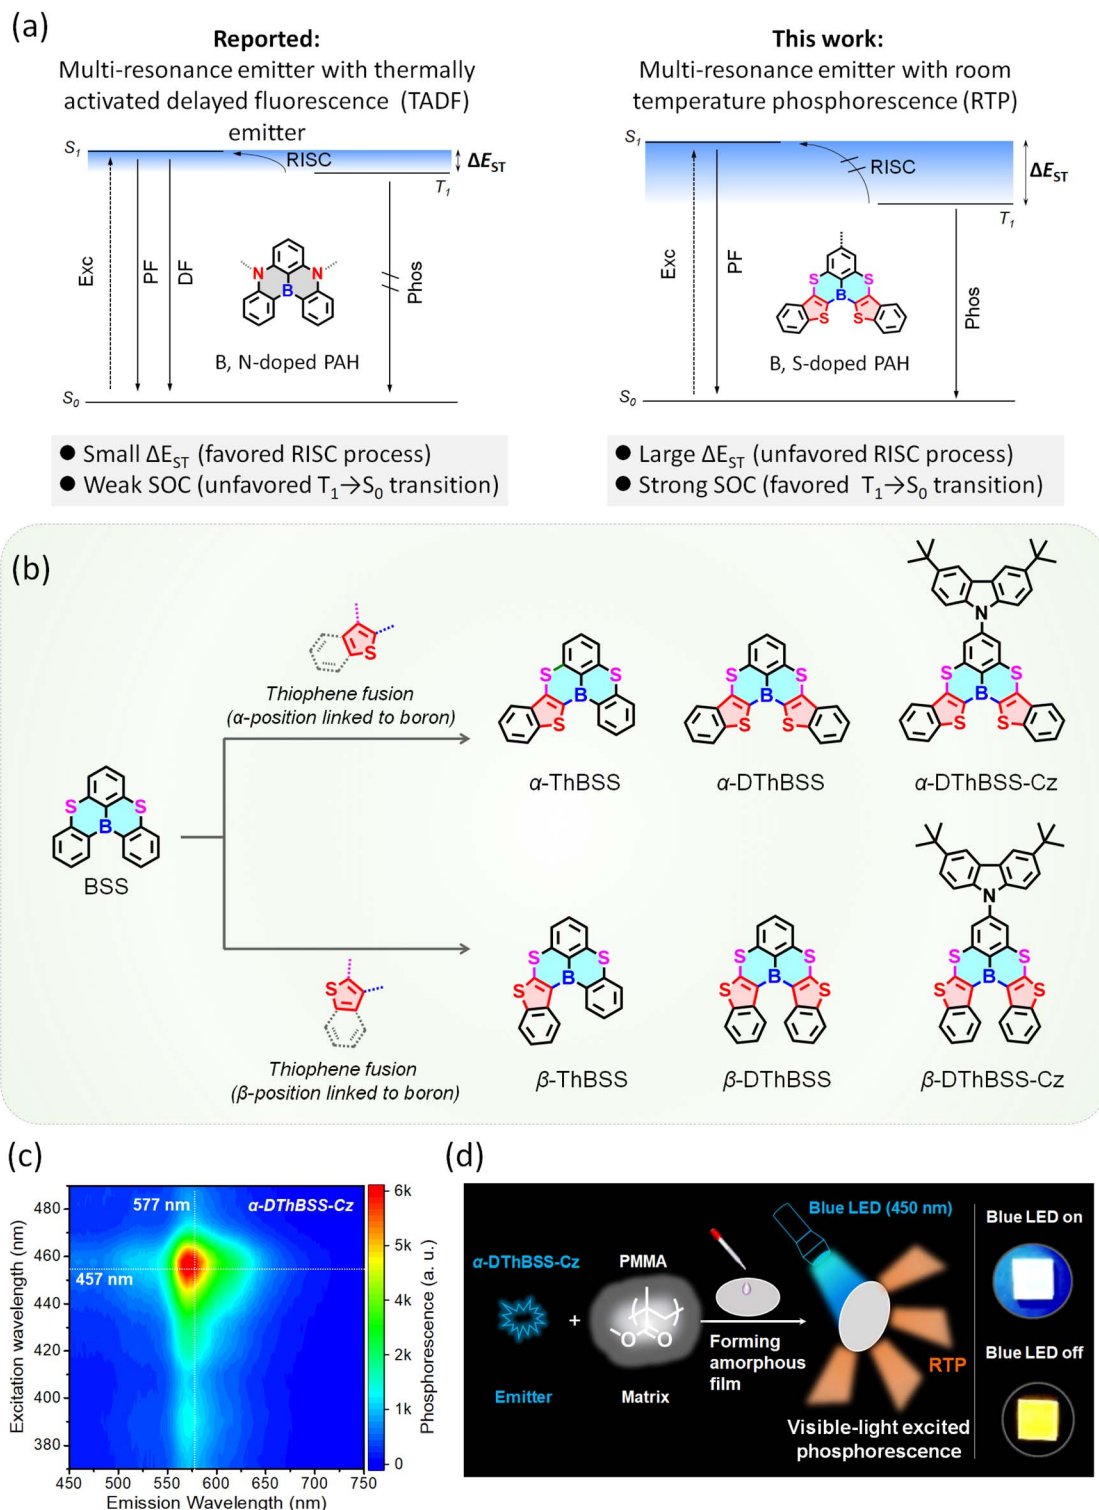 (a)
Reported:
Multi-resonance emitter with thermally
activated delayed fluorescence (TADF)
emitter
S₁
RISC
ΔE_ST
T₁
Exc
PF
DF
Phos
N
N
B
B, N-doped PAH
S₀
● Small ΔE_ST (favored RISC process)
● Weak SOC (unfavored T₁→S₀ transition)
This work:
Multi-resonance emitter with room
temperature phosphorescence (RTP)
S₁
RISC
ΔE_ST
T₁
Exc
PF
Phos
S
S
B
S
S
B, S-doped PAH
S₀
● Large ΔE_ST (unfavored RISC process)
● Strong SOC (favored T₁→S₀ transition)
(b)
S
Thiophene fusion
(α-position linked to boron)
S
S
B
S
α-ThBSS
S
S
B
S
S
α-DThBSS
N
S
S
B
S
S
α-DThBSS-Cz
S
S
B
BSS
S
Thiophene fusion
(β-position linked to boron)
S
S
B
S
β-ThBSS
S
S
B
S
S
β-DThBSS
N
S
S
B
S
S
β-DThBSS-Cz
(c)
577 nm
α-DThBSS-Cz
457 nm
490
480
460
440
420
400
380
370
Excitation wavelength (nm)
450
500
550
600
650
700
750
Emission Wavelength (nm)
6k
5k
4k
2k
1k
0
Phosphorescence (a. u.)
(d)
Blue LED (450 nm)
α-DThBSS-Cz
PMMA
+
O
O
Emitter
Matrix
Forming
amorphous
film
RTP
Visible-light excited
phosphorescence
Blue LED on
Blue LED off